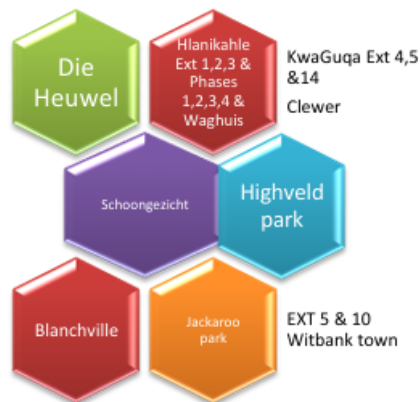 Die
Heuwel
Hlanikahle
Ext 1,2,3 &
Phases
1,2,3,4 &
Waghuis
KwaGuqa Ext 4,5
&14
Clewer
Schoongezicht
Highveld
park
Blanchville
Jackaroo
park
EXT 5 & 10
Witbank town